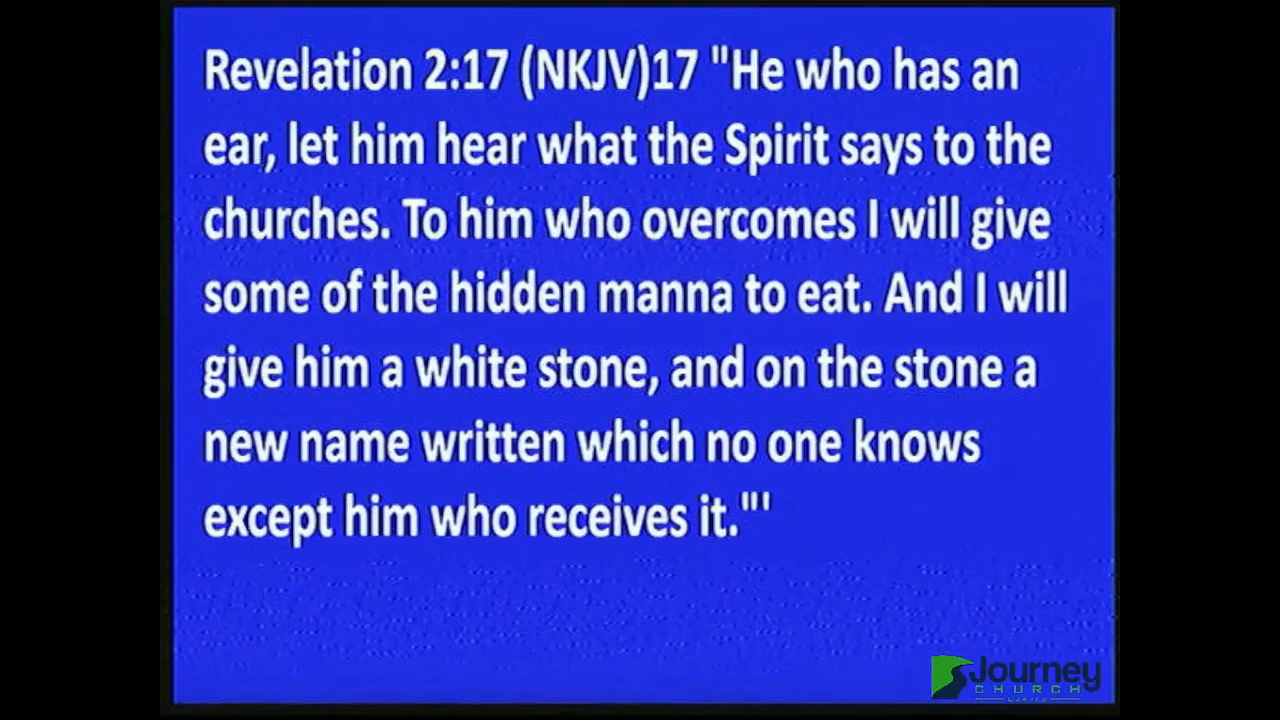 Revelation 2:17 (NKJV)17 "He who has an
ear, let him hear what the Spirit says to the
churches. To him who overcomes I will give
some of the hidden manna to eat. And I will
give him a white stone, and on the stone a
new name written which no one knows
except him who receives it."'
Journey
CHURCH